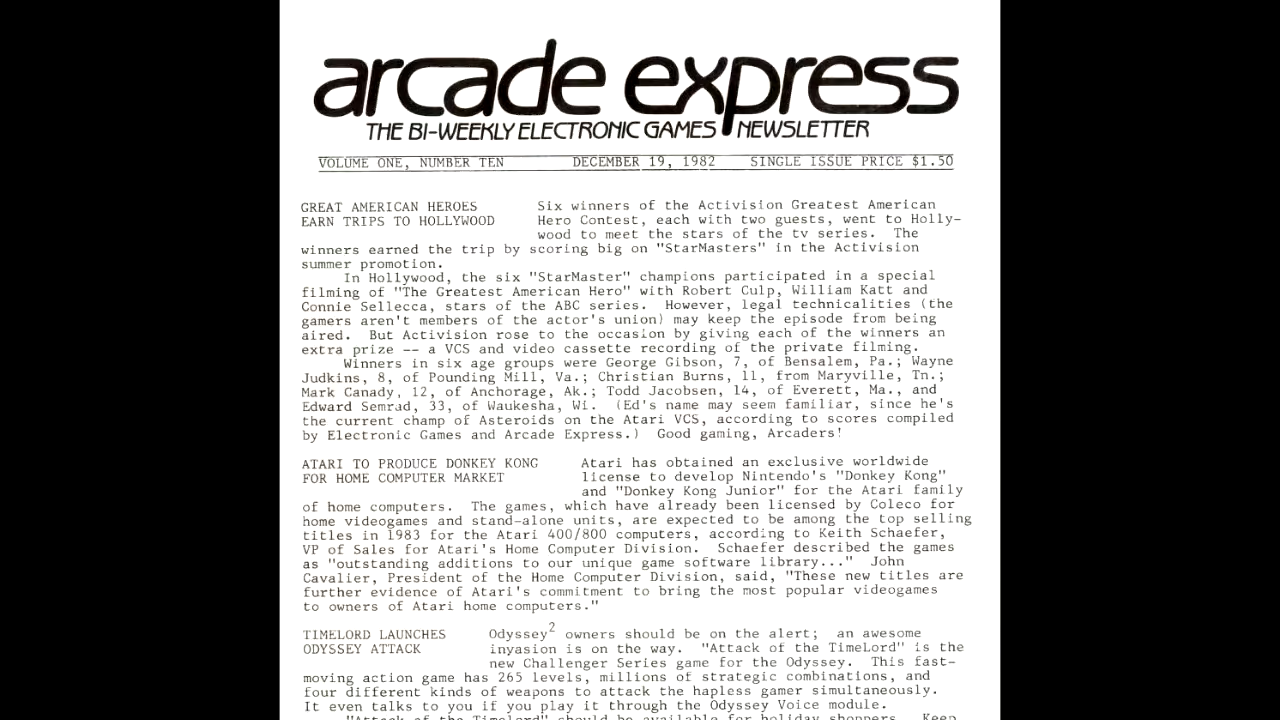 arcade express
THE BI-WEEKLY ELECTRONIC GAMES NEWSLETTER
VOLUME ONE, NUMBER TEN DECEMBER 19, 1982 SINGLE ISSUE PRICE $1.50
GREAT AMERICAN HEROES Six winners of the Activision Greatest American
EARN TRIPS TO HOLLYWOOD Hero Contest, each with two guests, went to Holly-
wood to meet the stars of the tv series. The
winners earned the trip by scoring big on "StarMasters" in the Activision
summer promotion.
In Hollywood, the six "StarMaster" champions participated in a special
filming of "The Greatest American Hero" with Robert Culp, William Katt and
Connie Sellecca, stars of the ABC series. However, legal technicalities (the
gamers aren't members of the actor's union) may keep the episode from being
aired. But Activision rose to the occasion by giving each of the winners an
extra prize -- a VCS and video cassette recording of the private filming.
Winners in six age groups were George Gibson, 7, of Bensalem, Pa.; Wayne
Judkins, 8, of Pounding Mill, Va.; Christian Burns, 11, from Maryville, Tn.;
Mark Canady, 12, of Anchorage, Ak.; Todd Jacobsen, 14, of Everett, Ma., and
Edward Semrad, 33, of Waukesha, Wi. (Ed's name may seem familiar, since he's
the current champ of Asteroids on the Atari VCS, according to scores compiled
by Electronic Games and Arcade Express.) Good gaming, Arcaders!
ATARI TO PRODUCE DONKEY KONG Atari has obtained an exclusive worldwide
FOR HOME COMPUTER MARKET license to develop Nintendo's "Donkey Kong"
and "Donkey Kong Junior" for the Atari family
of home computers. The games, which have already been licensed by Coleco for
home videogames and stand-alone units, are expected to be among the top selling
titles in 1983 for the Atari 400/800 computers, according to Keith Schaefer,
VP of Sales for Atari's Home Computer Division. Schaefer described the games
as "outstanding additions to our unique game software library..." John
Cavalier, President of the Home Computer Division, said, "These new titles are
further evidence of Atari's commitment to bring the most popular videogames
to owners of Atari home computers."
TIMELORD LAUNCHES Odyssey2 owners should be on the alert; an awesome
ODYSSEY ATTACK invasion is on the way. "Attack of the TimeLord" is the
new Challenger Series game for the Odyssey. This fast-
moving action game has 265 levels, millions of strategic combinations, and
four different kinds of weapons to attack the hapless gamer simultaneously.
It even talks to you if you play it through the Odyssey Voice module.
"Attack of the Timelord" should be available for holiday shoppers. Keep